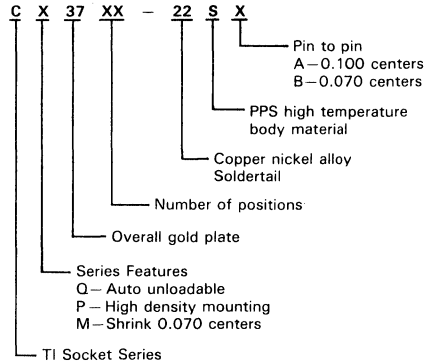 C X 37 XX - 22 S X
Pin to pin
A-0.100 centers
B-0.070 centers
PPS high temperature
body material
Copper nickel alloy
Soldertail
Number of positions
Overall gold plate
Series Features
Q-Auto unloadable
P-High density mounting
M-Shrink 0.070 centers
TI Socket Series